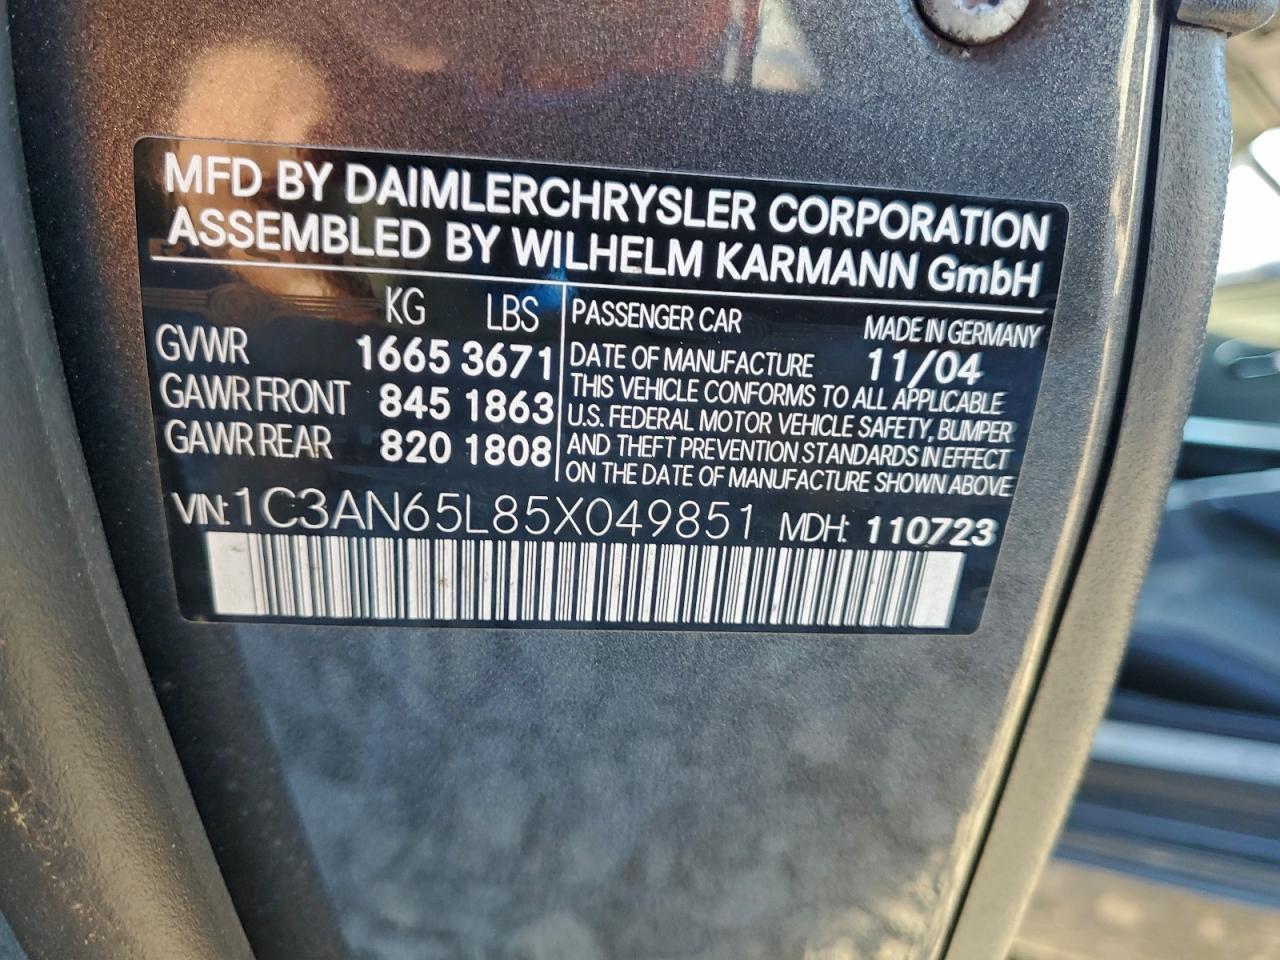 MFD BY DAIMLERCHRYSLER CORPORATION
ASSEMBLED BY WILHELM KARMANN GmbH
KG LBS
GVWR 1665 3671
GAWR FRONT 845 1863
GAWR REAR 820 1808
PASSENGER CAR MADE IN GERMANY
DATE OF MANUFACTURE 11/04
THIS VEHICLE CONFORMS TO ALL APPLICABLE
U.S. FEDERAL MOTOR VEHICLE SAFETY, BUMPER
AND THEFT PREVENTION STANDARDS IN EFFECT
ON THE DATE OF MANUFACTURE SHOWN ABOVE
VIN: 1C3AN65L85X049851 MDH: 110723